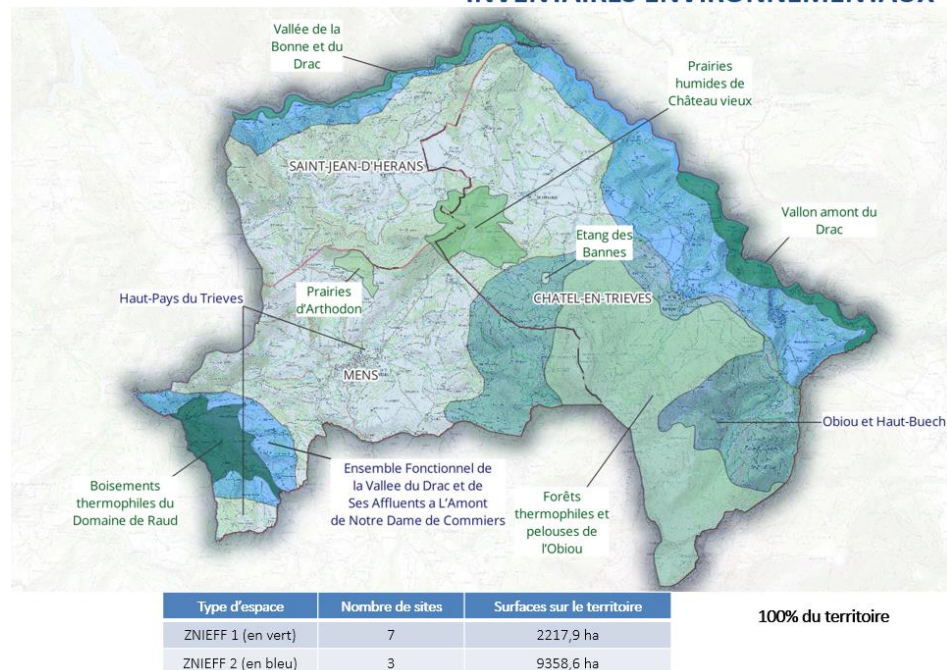 INVENTAIRES ENVIRONNEMENTAUX
Vallée de la
Bonne et du
Drac
Prairies
humides de
Château vieux
SAINT-JEAN-D'HERANS
Vallon amont du
Drac
Etang des
Bannes
Haut-Pays du Trieves
Prairies
d'Arthodon
CHATEL-EN-TRIEVES
MENS
Obiou et Haut-Buech
Boisements
thermophiles du
Domaine de Raud
Ensemble Fonctionnel de
la Vallee du Drac et de
Ses Affluents a L'Amont
de Notre Dame de Commiers
Forêts
thermophiles et
pelouses de
l'Obiou
Type d'espace Nombre de sites Surfaces sur le territoire
ZNIEFF 1 (en vert) 7 2217,9 ha
ZNIEFF 2 (en bleu) 3 9358,6 ha
100% du territoire